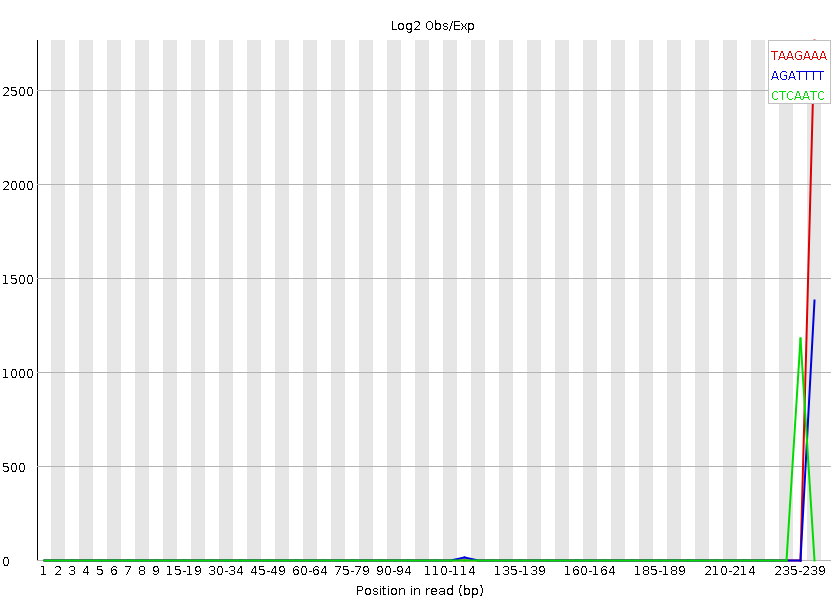 Log2 Obs/Exp
TAAGAAA
AGATTTT
CTCAATC
2500
2000
1500
1000
500
0
1 2 3 4 5 6 7 8 9 15-19 30-34 45-49 60-64 75-79 90-94 110-114 135-139 160-164 185-189 210-214 235-239
Position in read (bp)